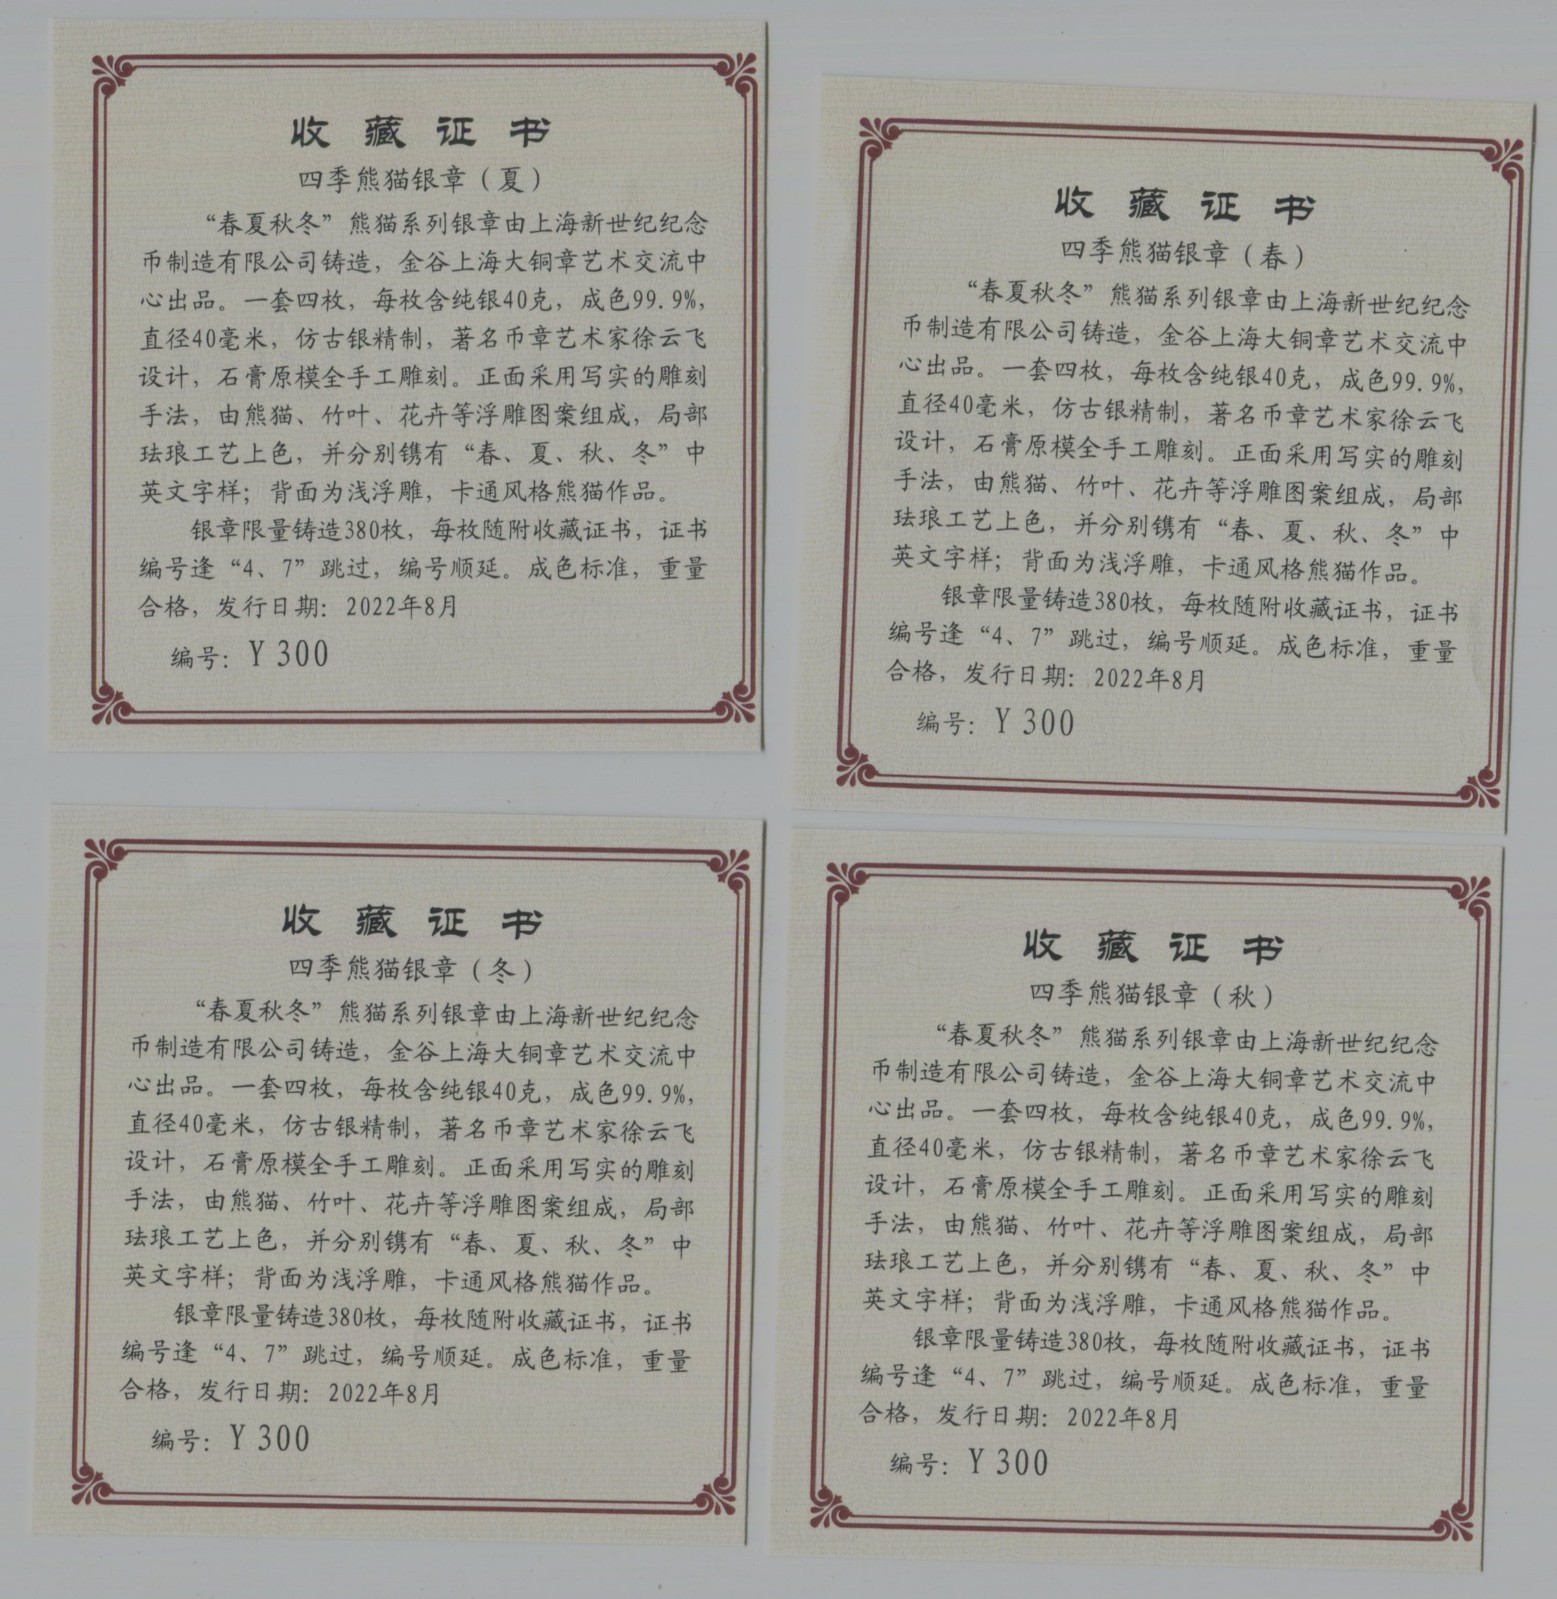 收藏证书
四季熊猫银章（夏）
“春夏秋冬”熊猫系列银章由上海新世纪纪念
币制造有限公司铸造，金谷上海大铜章艺术交流中
心出品。一套四枚，每枚含纯银40克，成色99.9%，
直径40毫米，仿古银精制，著名币章艺术家徐云飞
设计，石膏原模全手工雕刻。正面采用写实的雕刻
手法，由熊猫、竹叶、花卉等浮雕图案组成，局部
珐琅工艺上色，并分别镌有“春、夏、秋、冬”中
英文字样；背面为浅浮雕，卡通风格熊猫作品。
银章限量铸造380枚，每枚随附收藏证书，证书
编号逢“4、7”跳过，编号顺延。成色标准，重量
合格，发行日期：2022年8月
编号：Y 300
收藏证书
四季熊猫银章（春）
“春夏秋冬”熊猫系列银章由上海新世纪纪念
币制造有限公司铸造，金谷上海大铜章艺术交流中
心出品。一套四枚，每枚含纯银40克，成色99.9%，
直径40毫米，仿古银精制，著名币章艺术家徐云飞
设计，石膏原模全手工雕刻。正面采用写实的雕刻
手法，由熊猫、竹叶、花卉等浮雕图案组成，局部
珐琅工艺上色，并分别镌有“春、夏、秋、冬”中
英文字样；背面为浅浮雕，卡通风格熊猫作品。
银章限量铸造380枚，每枚随附收藏证书，证书
编号逢“4、7”跳过，编号顺延。成色标准，重量
合格，发行日期：2022年8月
编号：Y 300
收藏证书
四季熊猫银章（冬）
“春夏秋冬”熊猫系列银章由上海新世纪纪念
币制造有限公司铸造，金谷上海大铜章艺术交流中
心出品。一套四枚，每枚含纯银40克，成色99.9%，
直径40毫米，仿古银精制，著名币章艺术家徐云飞
设计，石膏原模全手工雕刻。正面采用写实的雕刻
手法，由熊猫、竹叶、花卉等浮雕图案组成，局部
珐琅工艺上色，并分别镌有“春、夏、秋、冬”中
英文字样；背面为浅浮雕，卡通风格熊猫作品。
银章限量铸造380枚，每枚随附收藏证书，证书
编号逢“4、7”跳过，编号顺延。成色标准，重量
合格，发行日期：2022年8月
编号：Y 300
收藏证书
四季熊猫银章（秋）
“春夏秋冬”熊猫系列银章由上海新世纪纪念
币制造有限公司铸造，金谷上海大铜章艺术交流中
心出品。一套四枚，每枚含纯银40克，成色99.9%，
直径40毫米，仿古银精制，著名币章艺术家徐云飞
设计，石膏原模全手工雕刻。正面采用写实的雕刻
手法，由熊猫、竹叶、花卉等浮雕图案组成，局部
珐琅工艺上色，并分别镌有“春、夏、秋、冬”中
英文字样；背面为浅浮雕，卡通风格熊猫作品。
银章限量铸造380枚，每枚随附收藏证书，证书
编号逢“4、7”跳过，编号顺延。成色标准，重量
合格，发行日期：2022年8月
编号：Y 300